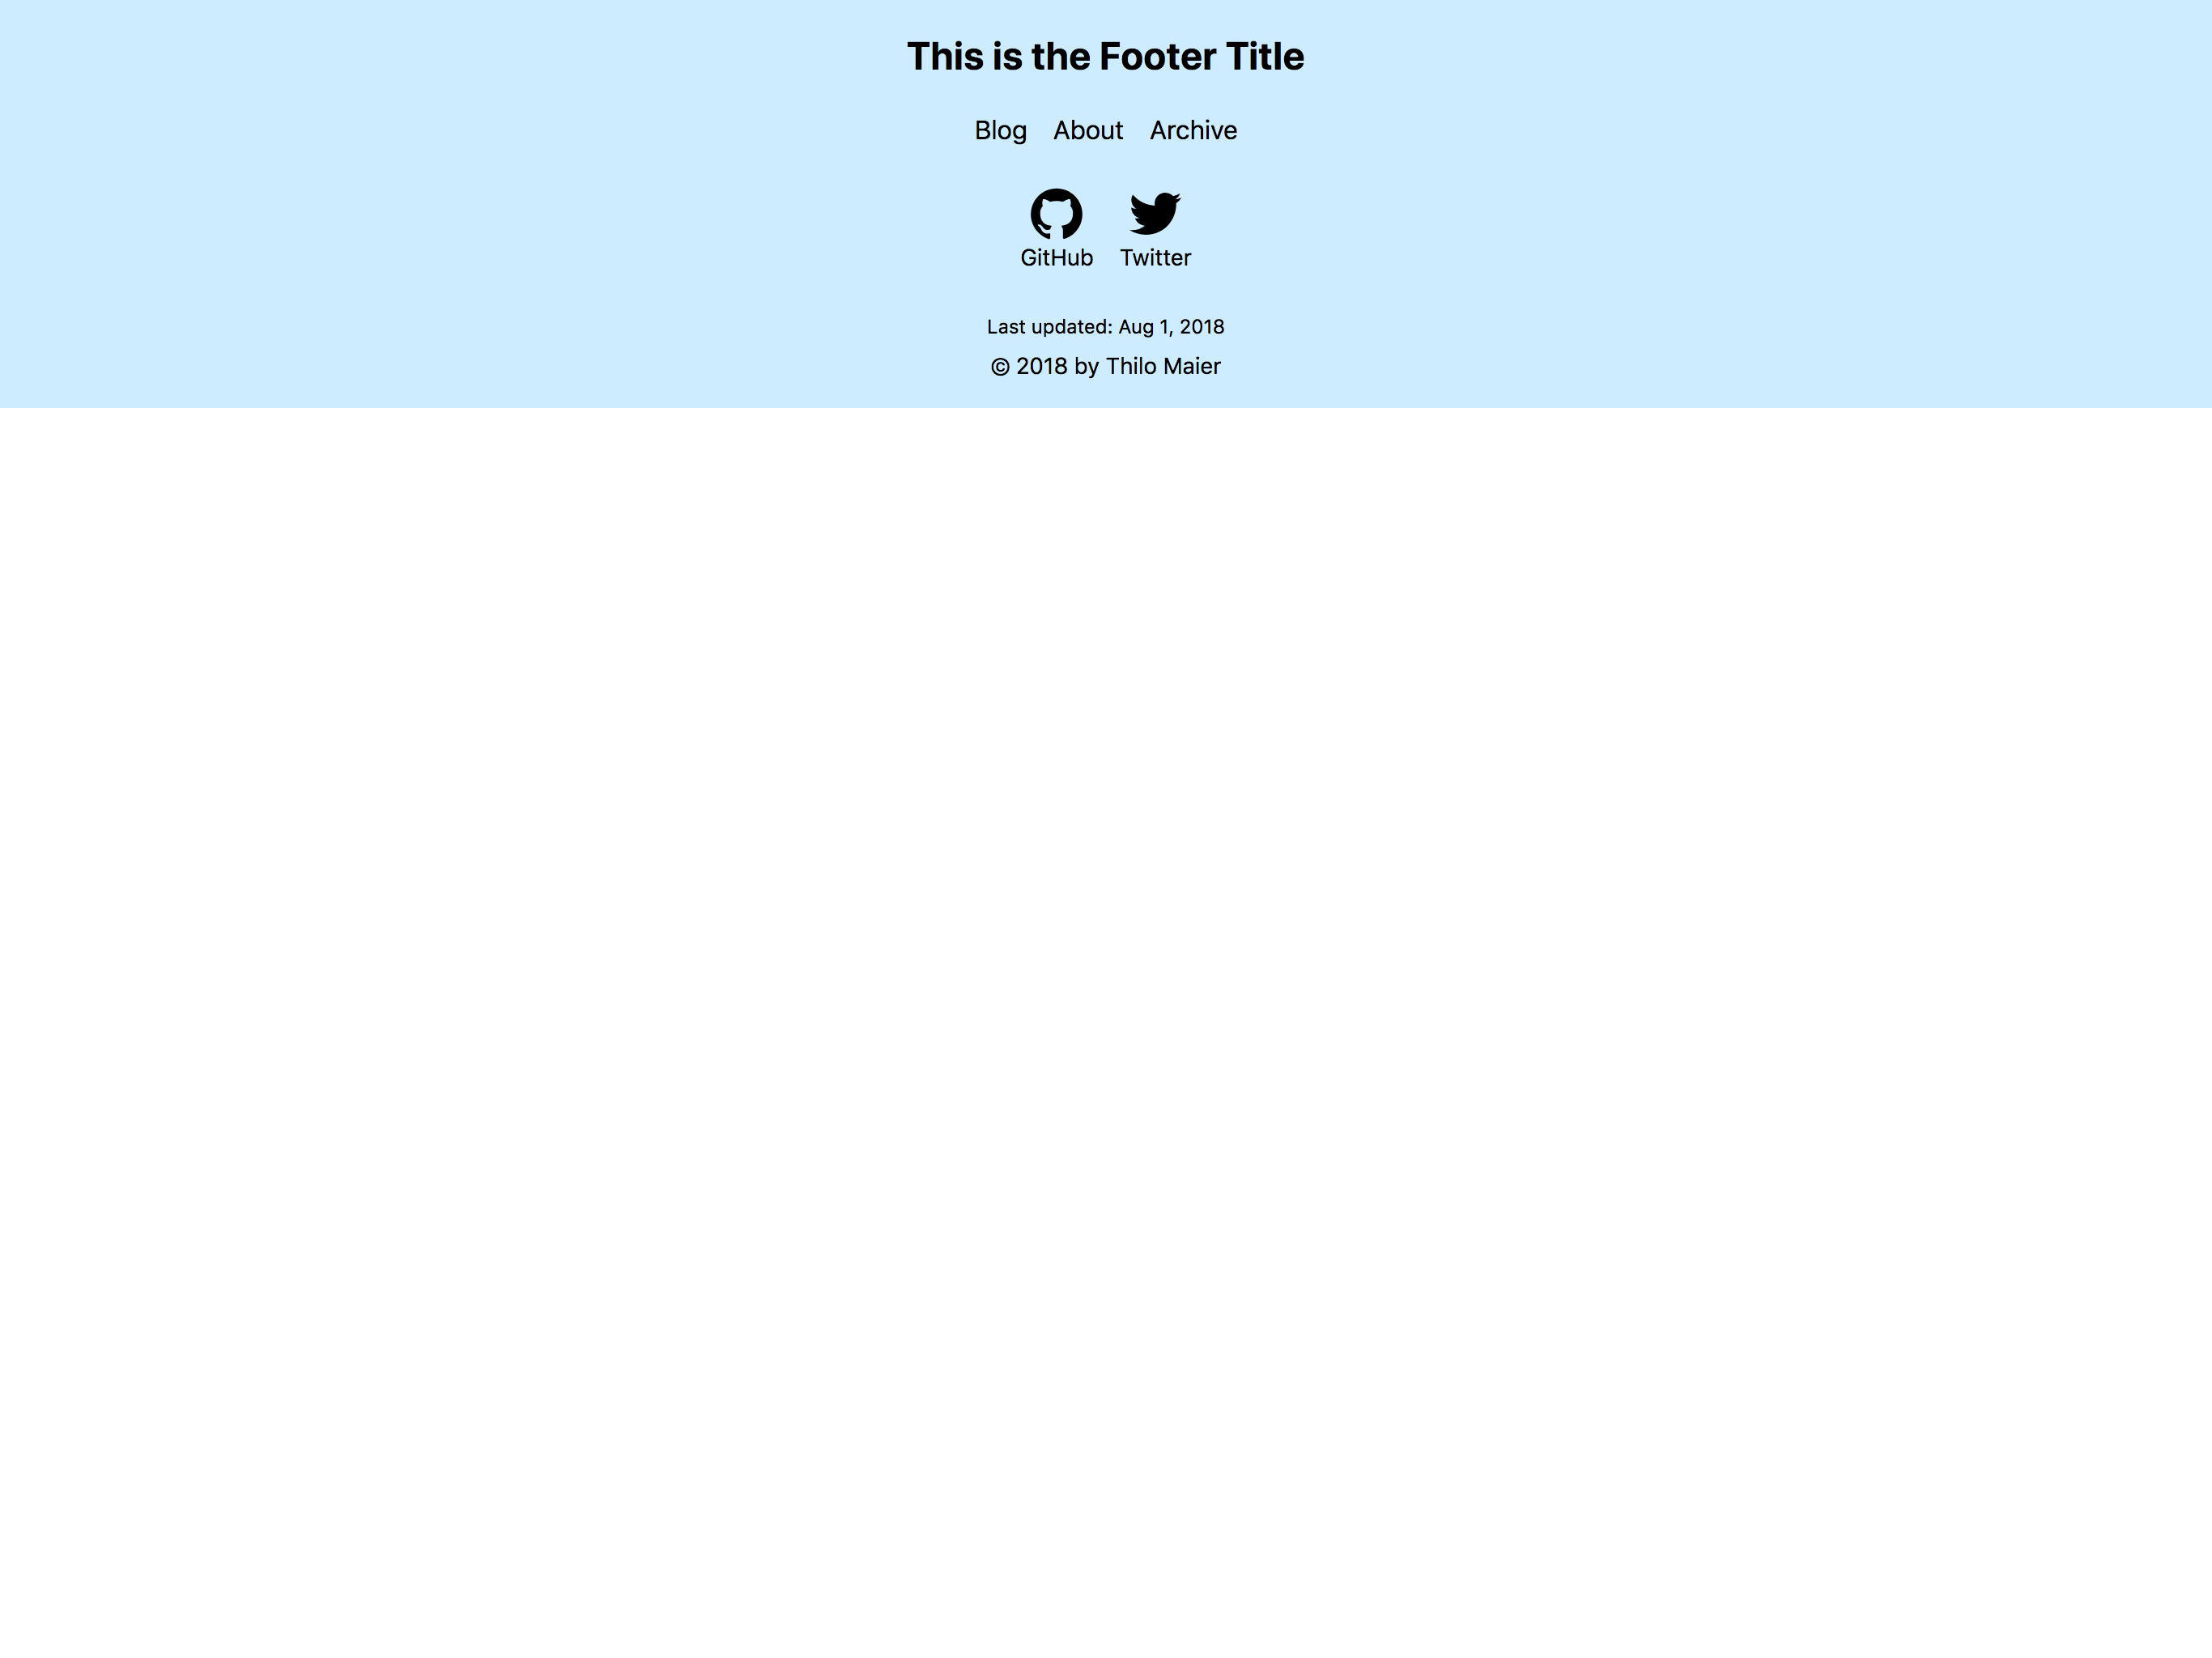 This is the Footer Title
Blog About Archive
GitHub Twitter
Last updated: Aug 1, 2018
© 2018 by Thilo Maier